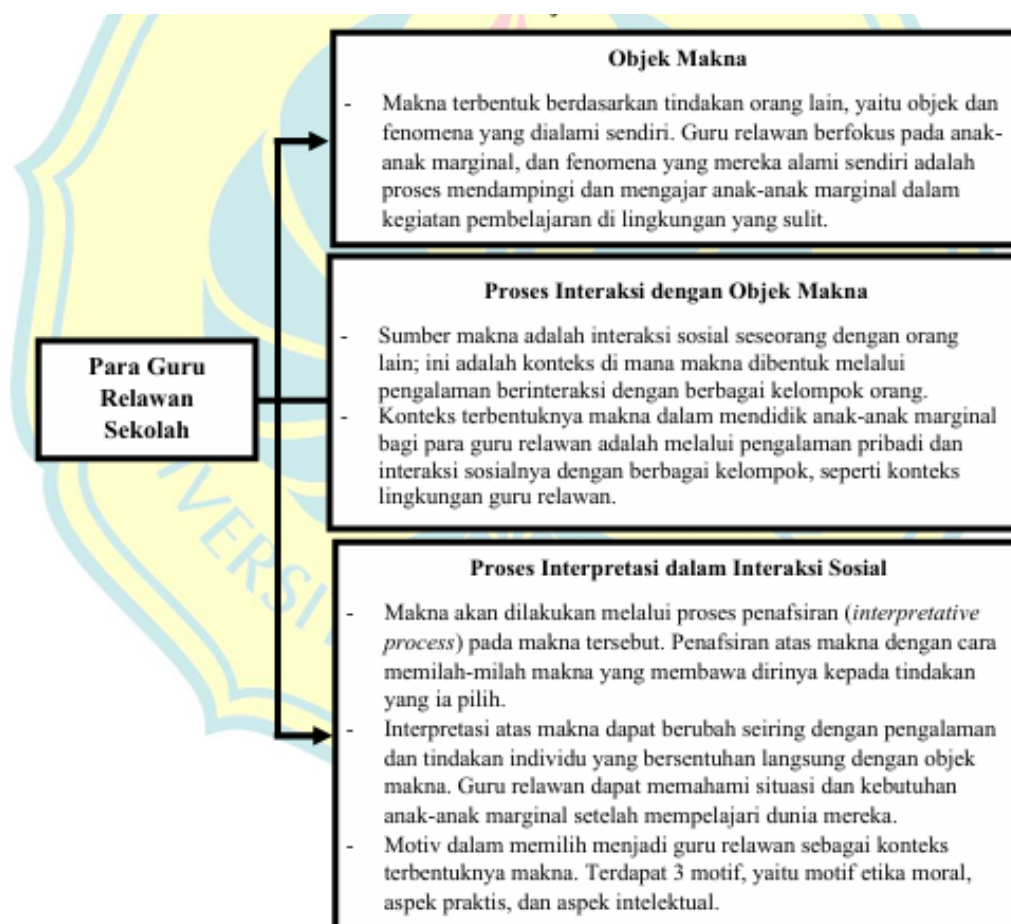 Objek Makna
- Makna terbentuk berdasarkan tindakan orang lain, yaitu objek dan
fenomena yang dialami sendiri. Guru relawan berfokus pada anak-
anak marginal, dan fenomena yang mereka alami sendiri adalah
proses mendampingi dan mengajar anak-anak marginal dalam
kegiatan pembelajaran di lingkungan yang sulit.
Proses Interaksi dengan Objek Makna
- Sumber makna adalah interaksi sosial seseorang dengan orang
lain; ini adalah konteks di mana makna dibentuk melalui
pengalaman berinteraksi dengan berbagai kelompok orang.
- Konteks terbentuknya makna dalam mendidik anak-anak marginal
bagi para guru relawan adalah melalui pengalaman pribadi dan
interaksi sosialnya dengan berbagai kelompok, seperti konteks
lingkungan guru relawan.
Para Guru
Relawan
Sekolah
Proses Interpretasi dalam Interaksi Sosial
- Makna akan dilakukan melalui proses penafsiran (interpretative
process) pada makna tersebut. Penafsiran atas makna dengan cara
memilah-milah makna yang membawa dirinya kepada tindakan
yang ia pilih.
- Interpretasi atas makna dapat berubah seiring dengan pengalaman
dan tindakan individu yang bersentuhan langsung dengan objek
makna. Guru relawan dapat memahami situasi dan kebutuhan
anak-anak marginal setelah mempelajari dunia mereka.
- Motiv dalam memilih menjadi guru relawan sebagai konteks
terbentuknya makna. Terdapat 3 motif, yaitu motif etika moral,
aspek praktis, dan aspek intelektual.
IVERSI